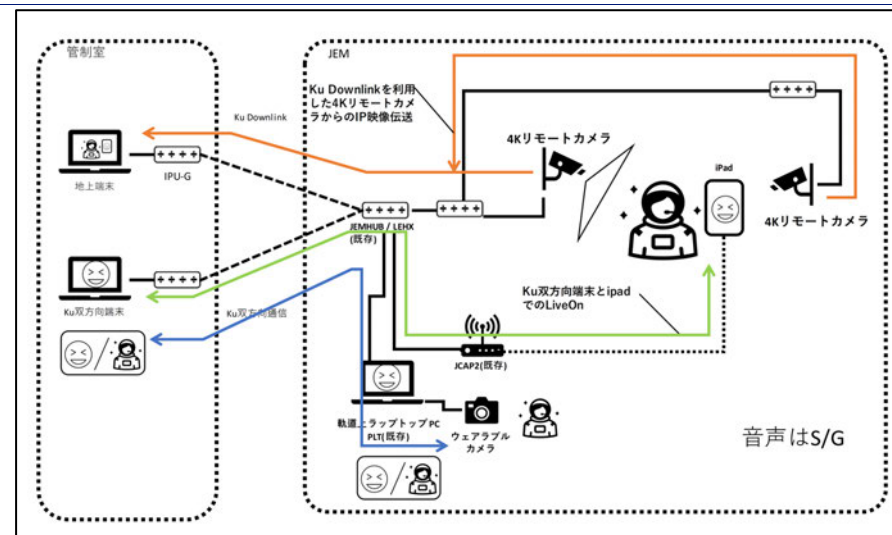 管制室
JEM
Ku Downlinkを利用
した4Kリモートカメ
ラからのIP映像伝送
Ku Downlink
4Kリモートカメラ
iPad
地上端末
IPU-G
JEMHUB / LEHX
(既存)
4Kリモートカメラ
Ku双方向端末
Ku双方向通信
Ku双方向端末とipad
でのLiveOn
JCAP2(既存)
軌道上ラップトップPC
PLT(既存)
ウェアラブル
カメラ
音声はS/G